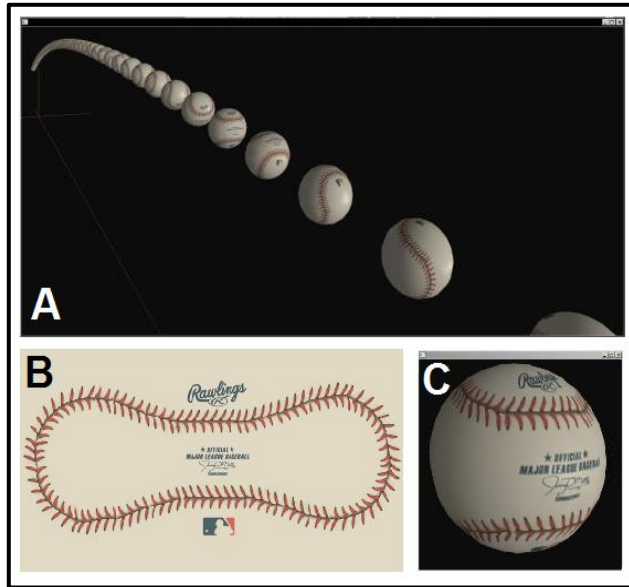 A
B
Rawlings
R
★ OFFICIAL ★
MAJOR LEAGUE BASEBALL
C
Rawlings
★ OFFICIAL ★
MAJOR LEAGUE BASEBALL